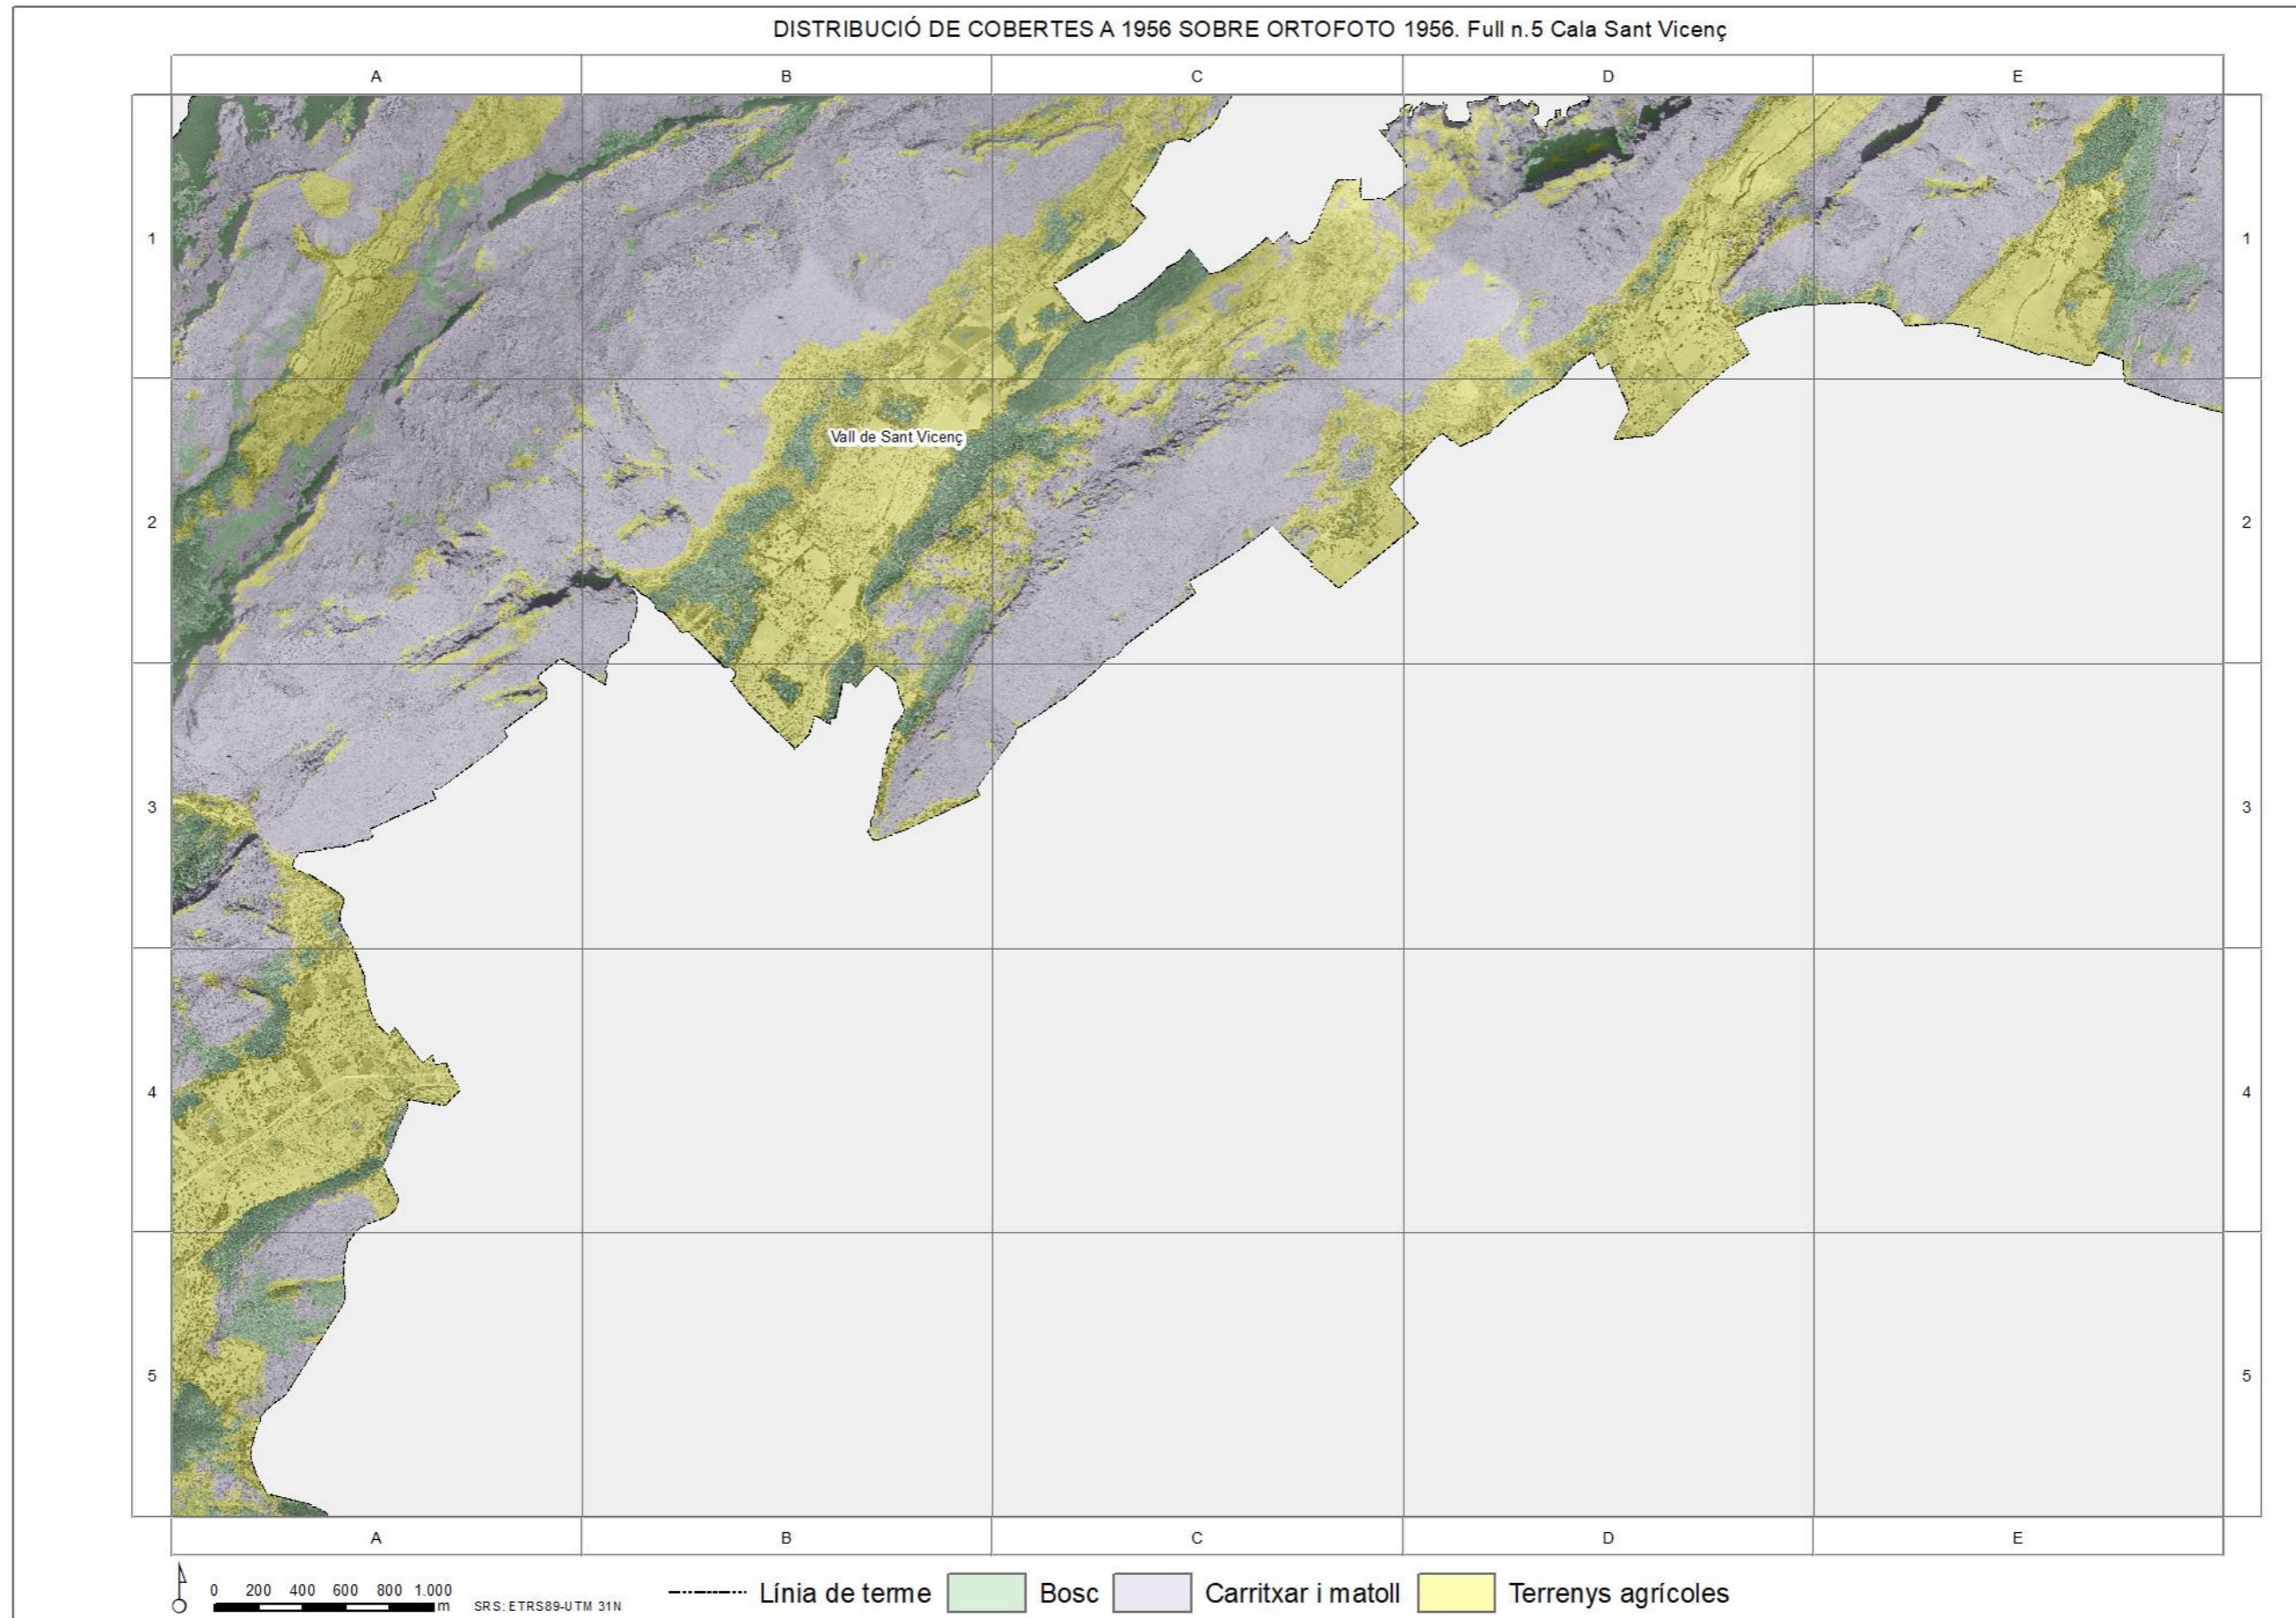 DISTRIBUCIÓ DE COBERTES A 1956 SOBRE ORTOFOTO 1956. Full n.5 Cala Sant Vicenç
A B C D E
1 1
Vall de Sant Vicenç
2 2
3 3
4 4
5 5
A B C D E
0 200 400 600 800 1.000
m
SRS: ETRS89-UTM 31N
Línia de terme Bosc Carritxar i matoll Terrenys agrícoles